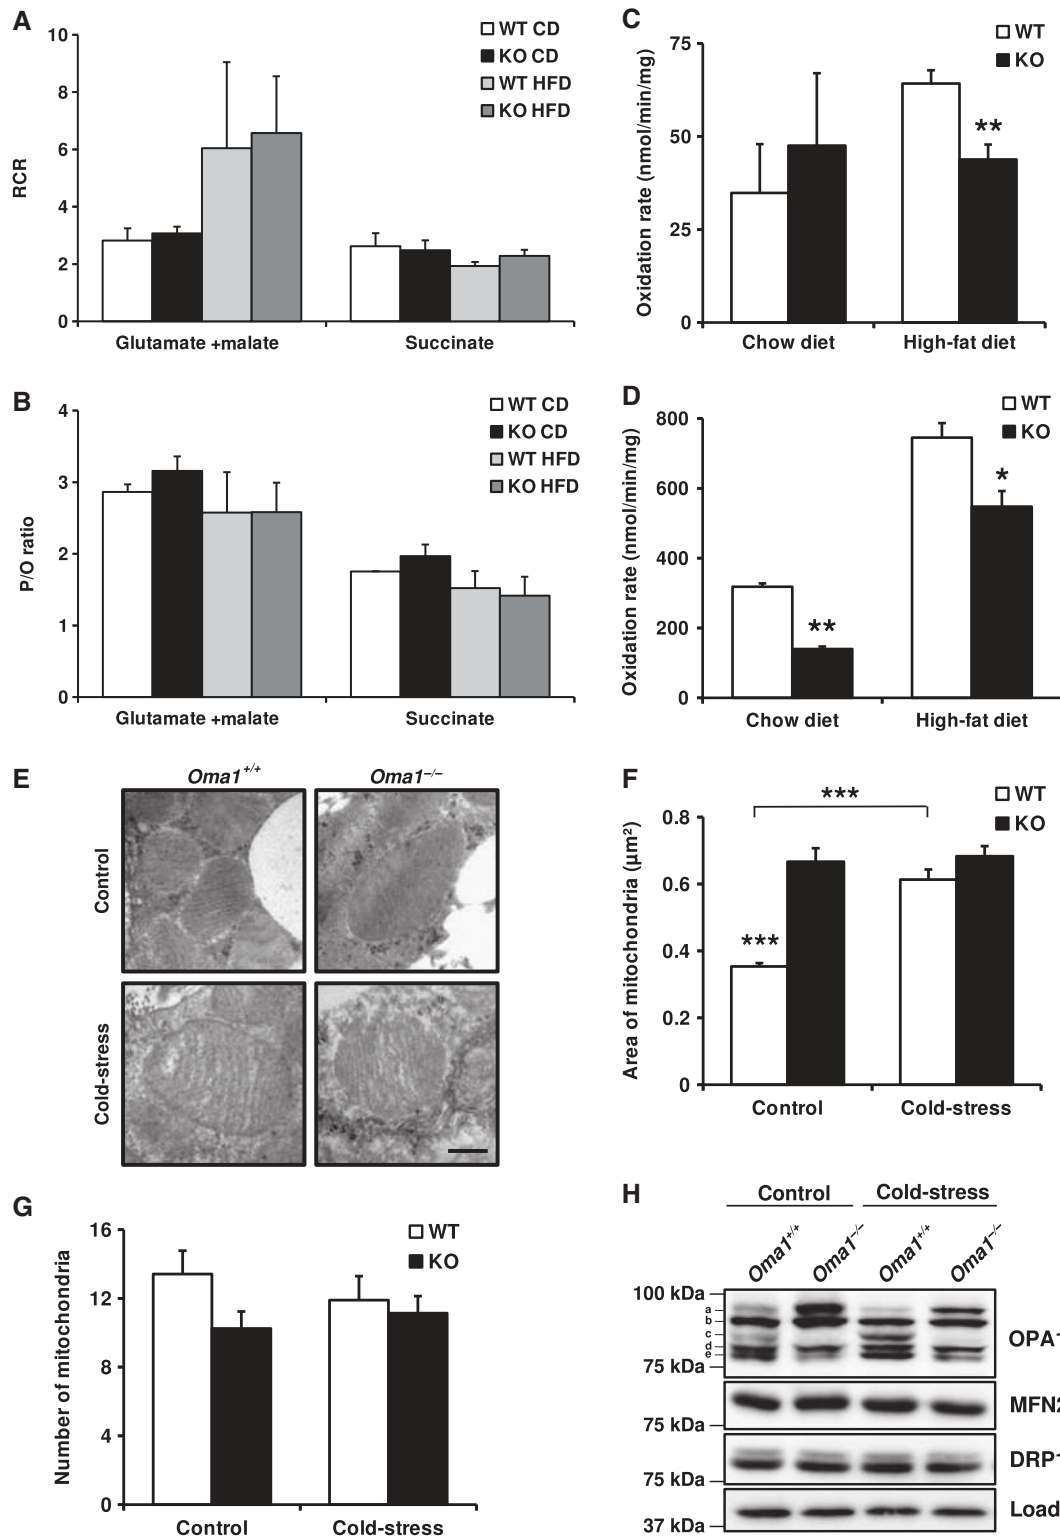 A
10
8
6
4
2
0
RCR
WT CD
KO CD
WT HFD
KO HFD
Glutamate +malate
Succinate
B
4
3
2
1
0
P/O ratio
WT CD
KO CD
WT HFD
KO HFD
Glutamate +malate
Succinate
C
75
50
25
0
Oxidation rate (nmol/min/mg)
WT
KO
**
Chow diet
High-fat diet
D
800
600
400
200
0
Oxidation rate (nmol/min/mg)
WT
KO
**
*
Chow diet
High-fat diet
E
Oma1+/+
Oma1–/–
Control
Cold-stress
F
0.8
0.6
0.4
0.2
0
Area of mitochondria (µm²)
WT
KO
***
***
Control
Cold-stress
G
16
12
8
4
0
Number of mitochondria
WT
KO
Control
Cold-stress
H
Control
Cold-stress
Oma1+/+
Oma1–/–
Oma1+/+
Oma1–/–
100 kDa
a
b
c
d
e
75 kDa
OPA1
75 kDa
MFN2
75 kDa
DRP1
37 kDa
Load